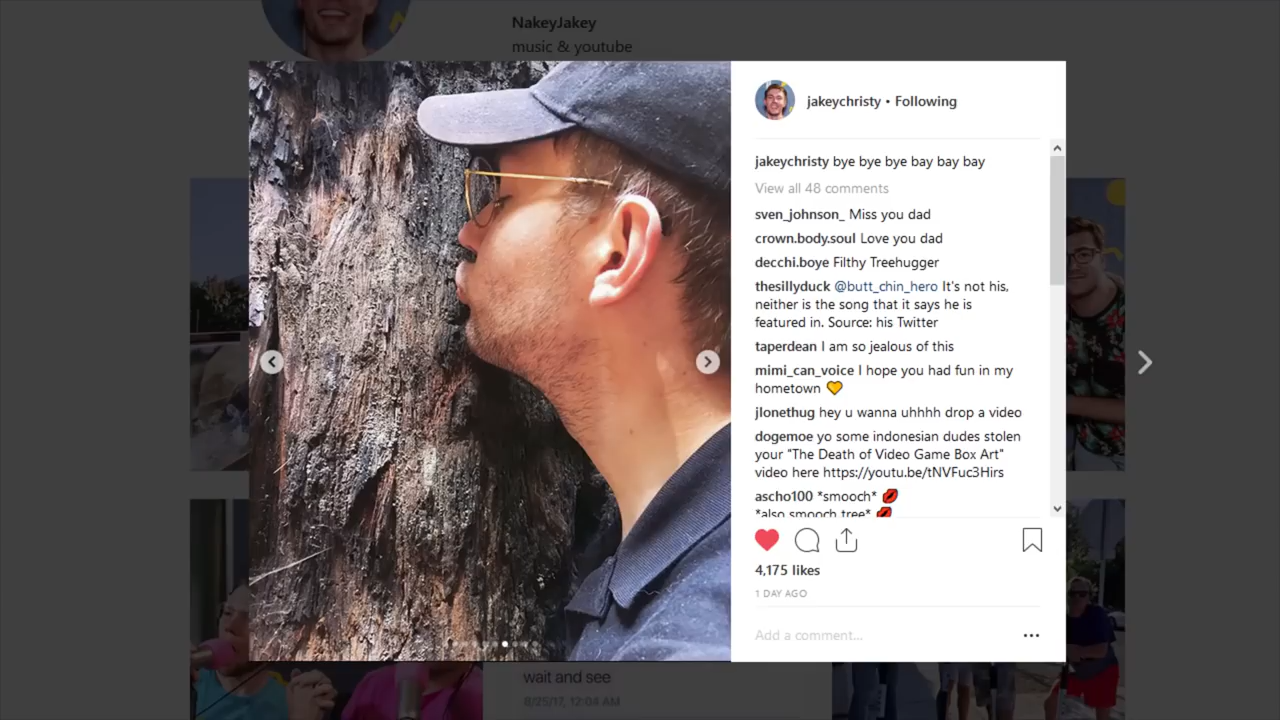 NakeyJakey
music & youtube
jakeychristy • Following
jakeychristy bye bye bye bay bay bay
View all 48 comments
sven_johnson_ Miss you dad
crown.body.soul Love you dad
decchi.boye Filthy Treehugger
thesillyduck @butt_chin_hero It's not his,
neither is the song that it says he is
featured in. Source: his Twitter
taperdean I am so jealous of this
mimi_can_voice I hope you had fun in my
hometown 💛
jlonethug hey u wanna uhhhh drop a video
dogemoe yo some indonesian dudes stolen
your "The Death of Video Game Box Art"
video here https://youtu.be/tNVFuc3Hirs
ascho100 *smooch* 💋
*also smooch tree* 💋
4,175 likes
1 DAY AGO
Add a comment...
wait and see
8/25/17, 12:04 AM